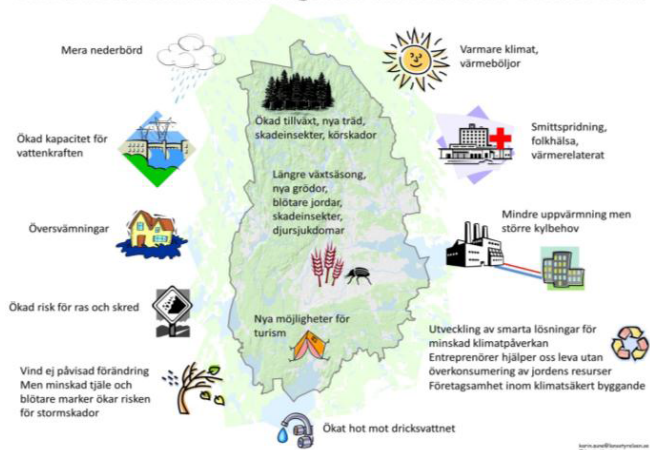 Mera nederbörd
Varmare klimat,
värmeböljor
Ökad tillväxt, nya träd,
skadeinsekter, körskador
Ökad kapacitet för
vattenkraften
Smittspridning,
folkhälsa,
värmerelaterat
Längre växtsäsong,
nya grödor,
blötare jordar,
skadeinsekter,
djursjukdomar
Översvämningar
Mindre uppvärmning men
större kylbehov
Ökad risk för ras och skred
Nya möjligheter för
turism
Utveckling av smarta lösningar för
minskad klimatpåverkan
Entreprenörer hjälper oss leva utan
överkonsumering av jordens resurser
Företagsamhet inom klimatsäkert byggande
Vind ej påvisad förändring
Men minskad tjäle och
blötare marker ökar risken
för stormskador
Ökat hot mot dricksvattnet